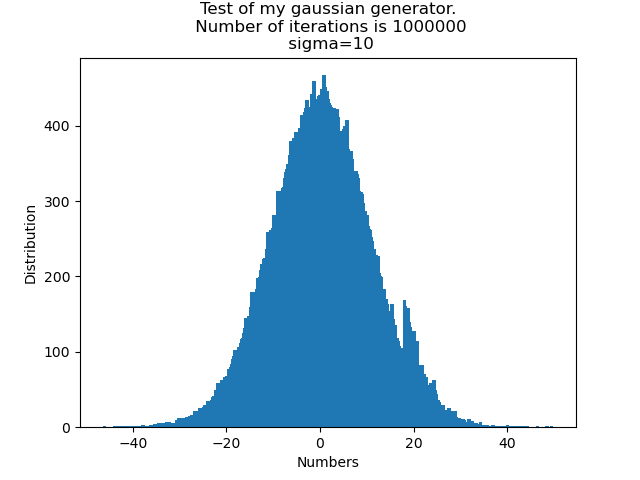 Test of my gaussian generator.
Number of iterations is 1000000
sigma=10
400
300
200
100
0
Distribution
−40
−20
0
20
40
Numbers